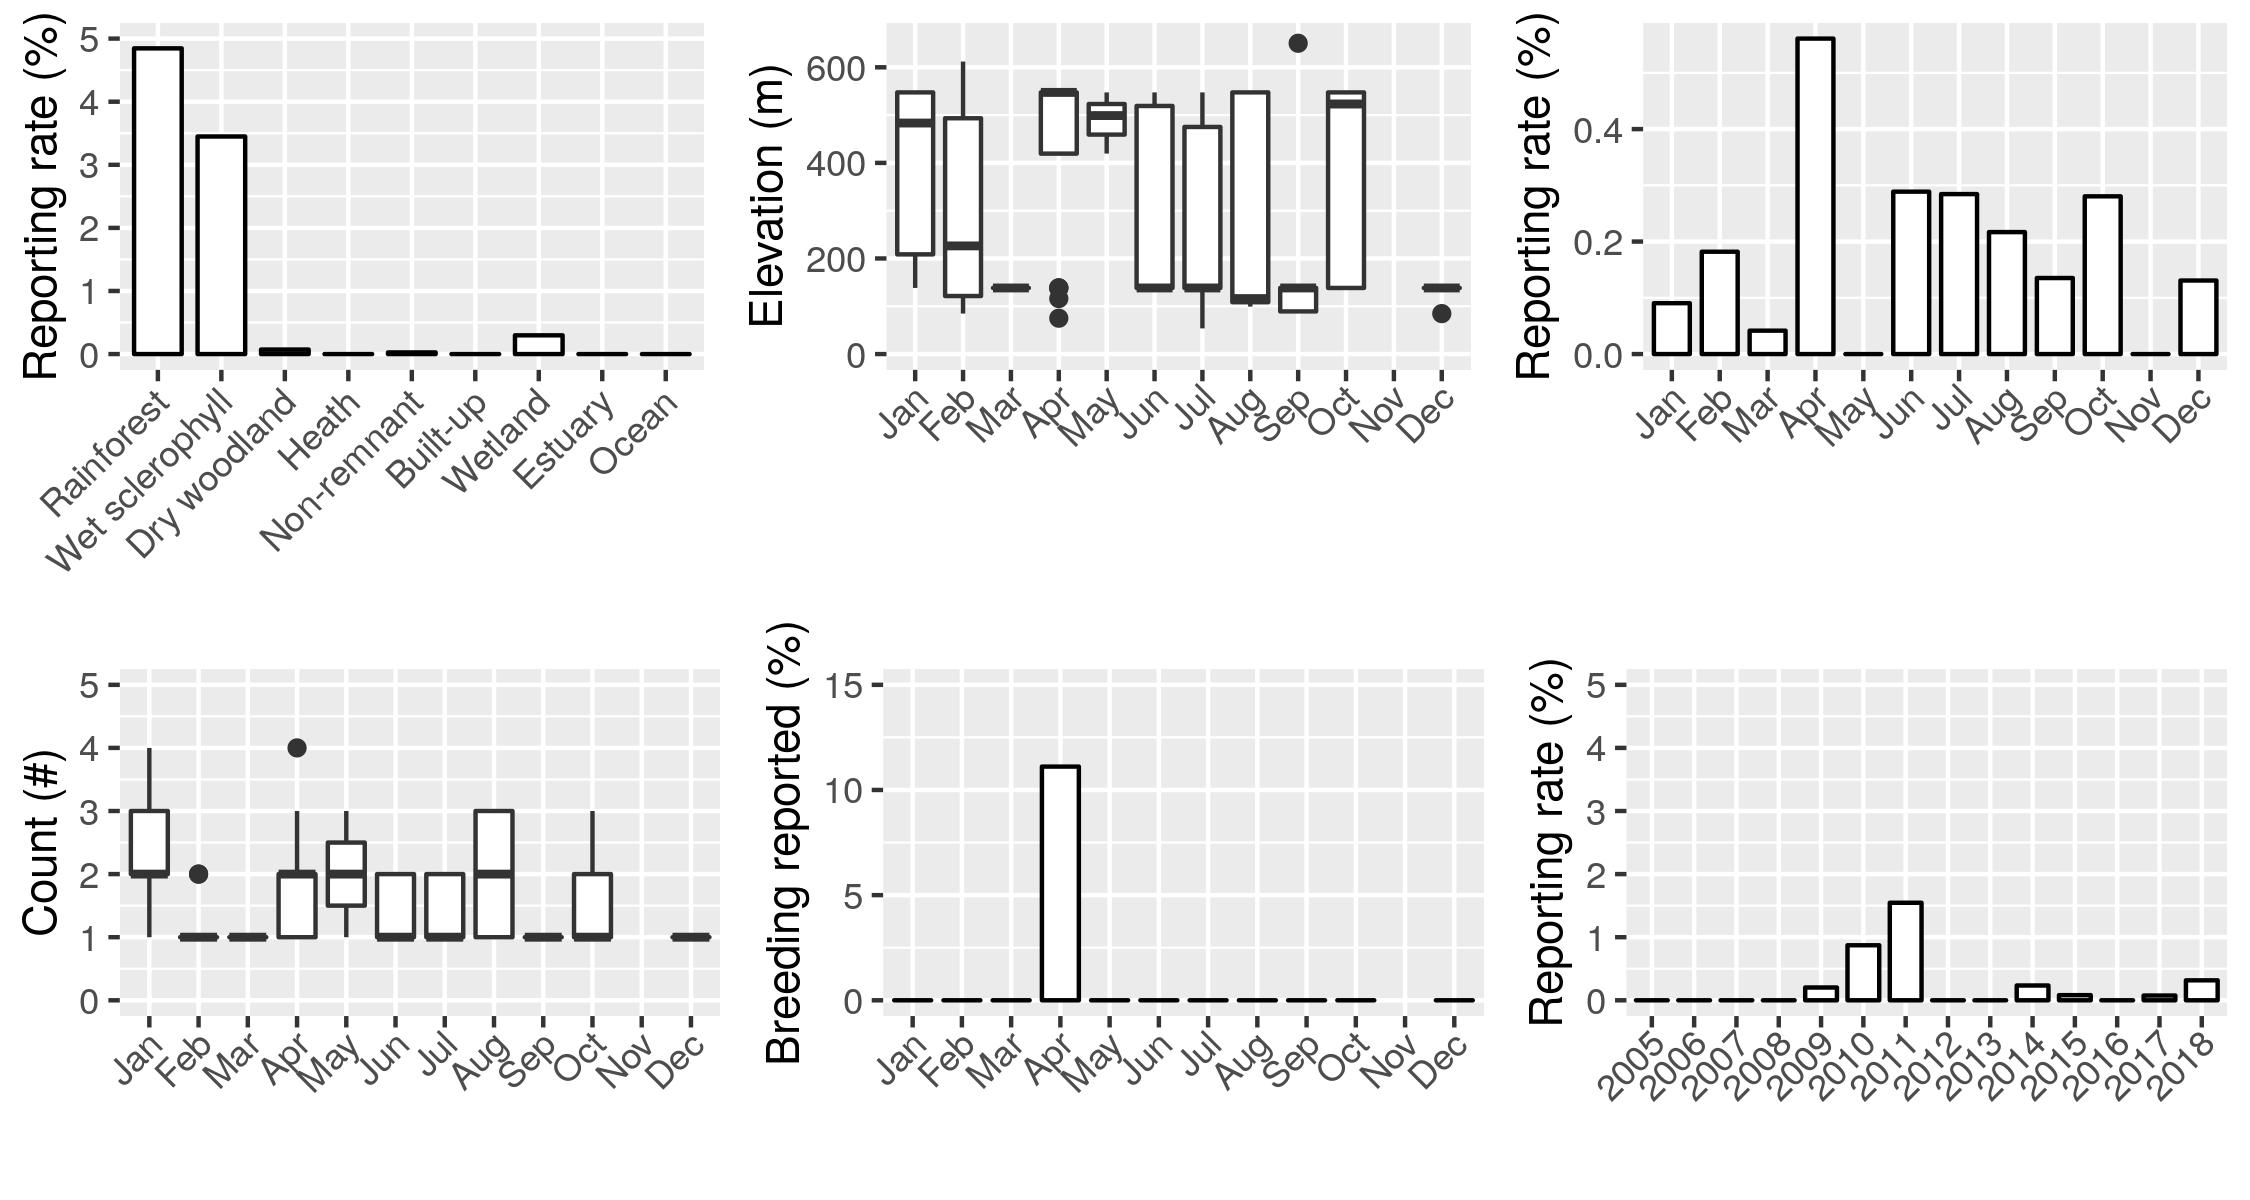 Reporting rate (%)
5
4
3
2
1
0
Rainforest
Wet sclerophyll
Dry woodland
Heath
Non-remnant
Built-up
Wetland
Estuary
Ocean
Elevation (m)
600
400
200
0
Jan
Feb
Mar
Apr
May
Jun
Jul
Aug
Sep
Oct
Nov
Dec
Reporting rate (%)
0.4
0.2
0.0
Jan
Feb
Mar
Apr
May
Jun
Jul
Aug
Sep
Oct
Nov
Dec
Count (#)
5
4
3
2
1
0
Jan
Feb
Mar
Apr
May
Jun
Jul
Aug
Sep
Oct
Nov
Dec
Breeding reported (%)
15
10
5
0
Jan
Feb
Mar
Apr
May
Jun
Jul
Aug
Sep
Oct
Nov
Dec
Reporting rate (%)
5
4
3
2
1
0
2005
2006
2007
2008
2009
2010
2011
2012
2013
2014
2015
2016
2017
2018